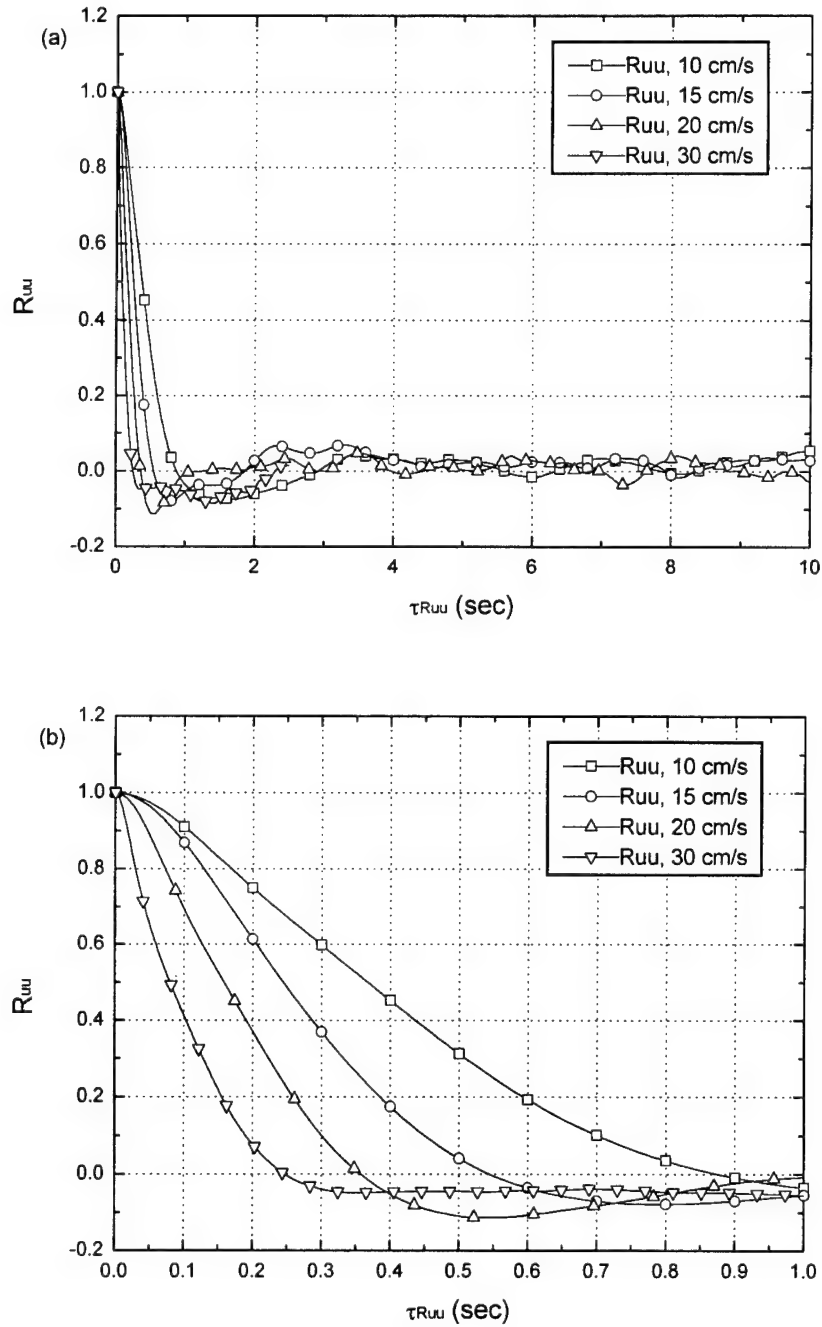 (a)
1.2
1.0
0.8
0.6
0.4
0.2
0.0
-0.2
Ruu
Ruu, 10 cm/s
Ruu, 15 cm/s
Ruu, 20 cm/s
Ruu, 30 cm/s
0 2 4 6 8 10
τRuu (sec)
(b)
1.2
1.0
0.8
0.6
0.4
0.2
0.0
-0.2
Ruu
Ruu, 10 cm/s
Ruu, 15 cm/s
Ruu, 20 cm/s
Ruu, 30 cm/s
0.0 0.1 0.2 0.3 0.4 0.5 0.6 0.7 0.8 0.9 1.0
τRuu (sec)